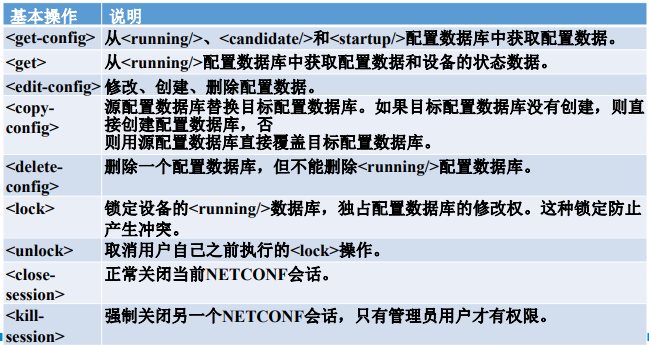 基本操作 说明
<get-config> 从<running/>、<candidate/>和<startup/>配置数据库中获取配置数据。
<get> 从<running/>配置数据库中获取配置数据和设备的状态数据。
<edit-config> 修改、创建、删除配置数据。
<copy- 源配置数据库替换目标配置数据库。如果目标配置数据库没有创建，则直
config> 接创建配置数据库，否
则用源配置数据库直接覆盖目标配置数据库。
<delete- 删除一个配置数据库，但不能删除<running/>配置数据库。
config>
<lock> 锁定设备的<running/>数据库，独占配置数据库的修改权。这种锁定防止
产生冲突。
<unlock> 取消用户自己之前执行的<lock>操作。
<close- 正常关闭当前NETCONF会话。
session>
<kill- 强制关闭另一个NETCONF会话，只有管理员用户才有权限。
session>